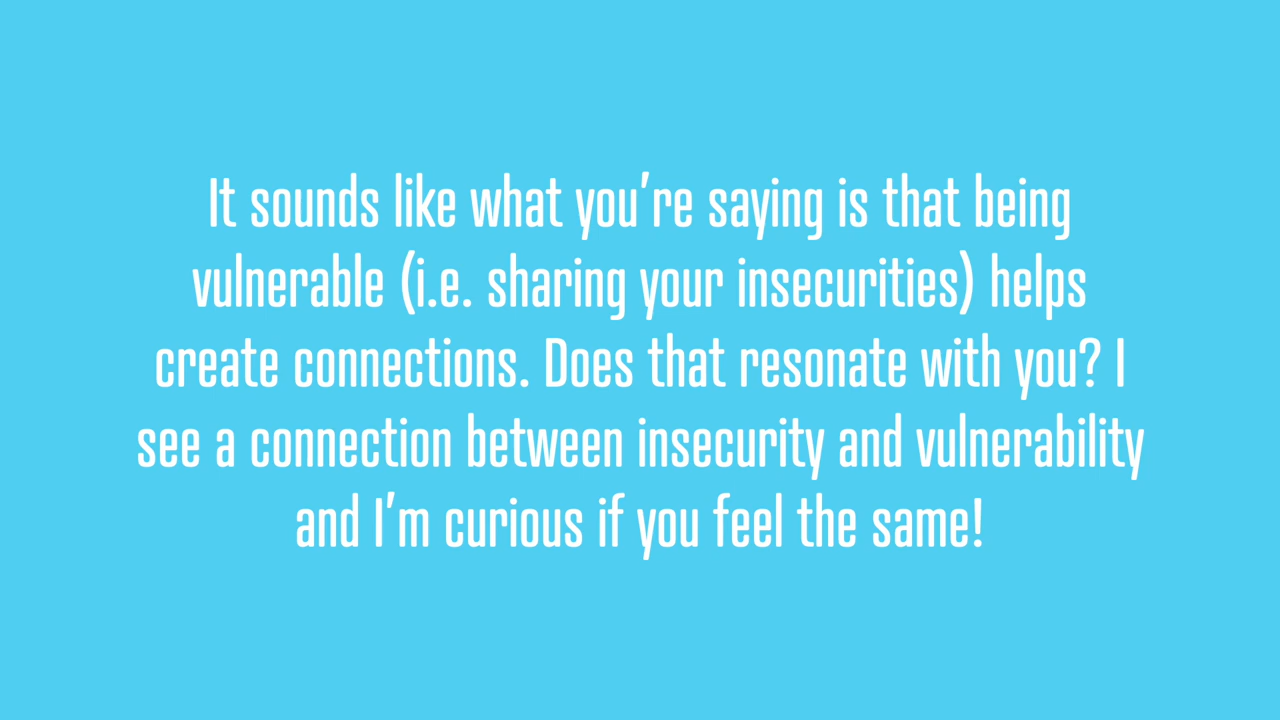 It sounds like what you're saying is that being
vulnerable (i.e. sharing your insecurities) helps
create connections. Does that resonate with you? I
see a connection between insecurity and vulnerability
and I'm curious if you feel the same!